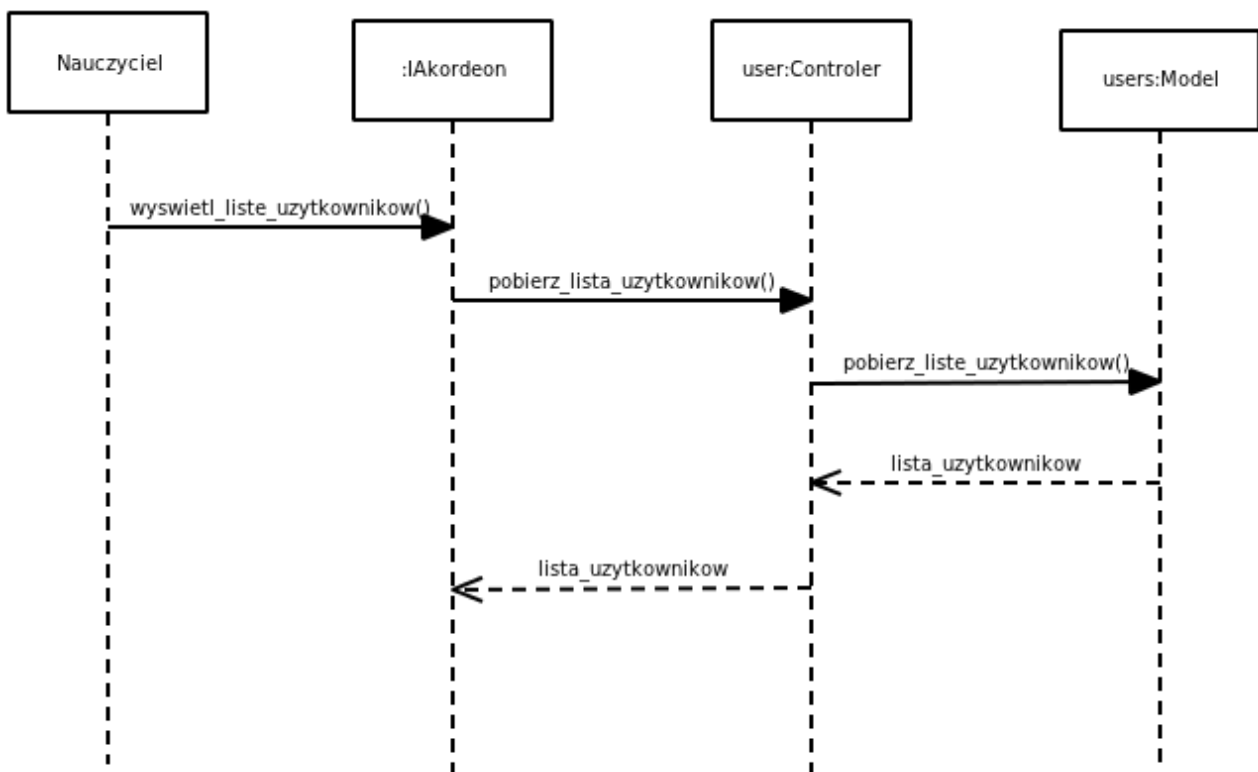 Nauczyciel
:IAkordeon
user:Controler
users:Model
wyswietl_liste_uzytkownikow()
pobierz_lista_uzytkownikow()
pobierz_liste_uzytkownikow()
lista_uzytkownikow
lista_uzytkownikow